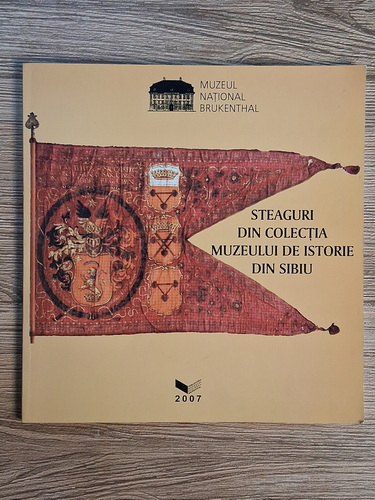 MUZEUL
NAȚIONAL
BRUKENTHAL
STEAGURI
DIN COLECȚIA
MUZEULUI DE ISTORIE
DIN SIBIU
2007